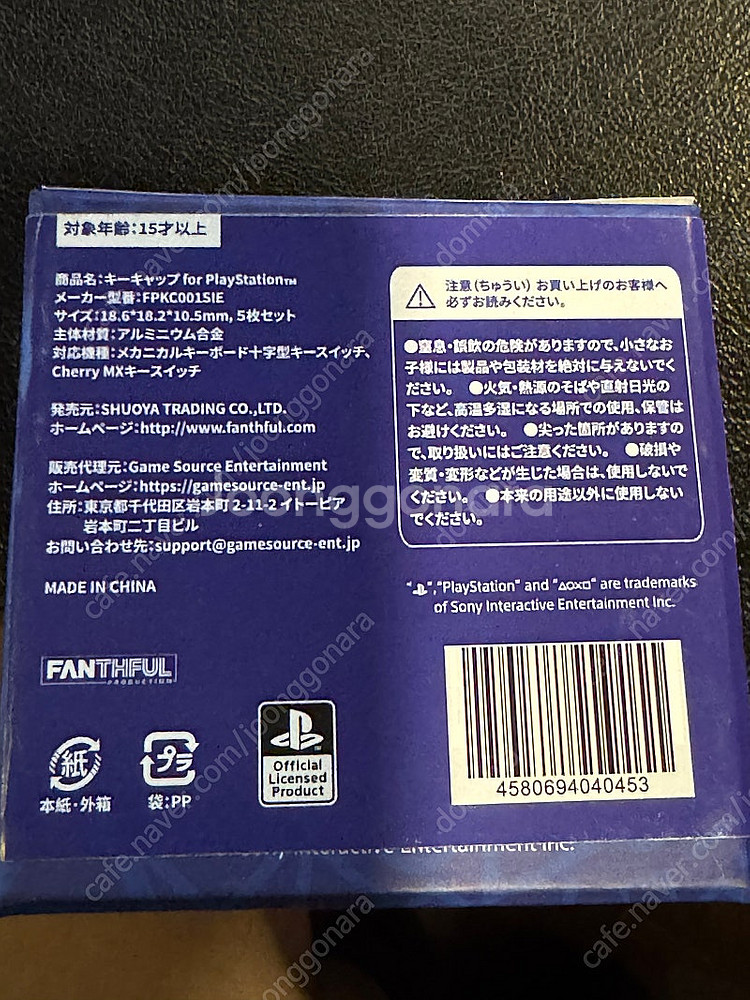 対象年齢:15才以上
商品名:キーキャップ for PlayStation™
メーカー型番:FPKC001SIE
サイズ:18.6*18.2*10.5mm, 5枚セット
主体材質:アルミニウム合金
対応機種:メカニカルキーボード十字型キースイッチ、
Cherry MXキースイッチ
発売元:SHUOYA TRADING CO.,LTD.
ホームページ:http://www.fanthful.com
販売代理元:Game Source Entertainment
ホームページ:https://gamesource-ent.jp
住所:東京都千代田区岩本町2-11-2 イトーピア
岩本町二丁目ビル
お問い合わせ先:support@gamesource-ent.jp
MADE IN CHINA
注意(ちゅうい) お買い上げのお客様へ
必ずお読みください。
●窒息・誤飲の危険がありますので、小さなお
子様には製品や包装材を絶対に与えないでく
ださい。 ●火気・熱源のそばや直射日光の
下など、高温多湿になる場所での使用、保管は
お避けください。 ●尖った箇所がありますの
で、取り扱いにはご注意ください。 ●破損や
変質・変形などが生じた場合は、使用しないで
ください。 ●本来の用途以外に使用しない
でください。
"PlayStation" and "△○×□" are trademarks
of Sony Interactive Entertainment Inc.
FANTHFUL
PRODUCTION
紙
本紙・外箱
プラ
袋:PP
Official
Licensed
Product
4580694040453
Interactive Entertainment Inc.
joonggonara
cafe.naver.com/joonggonara